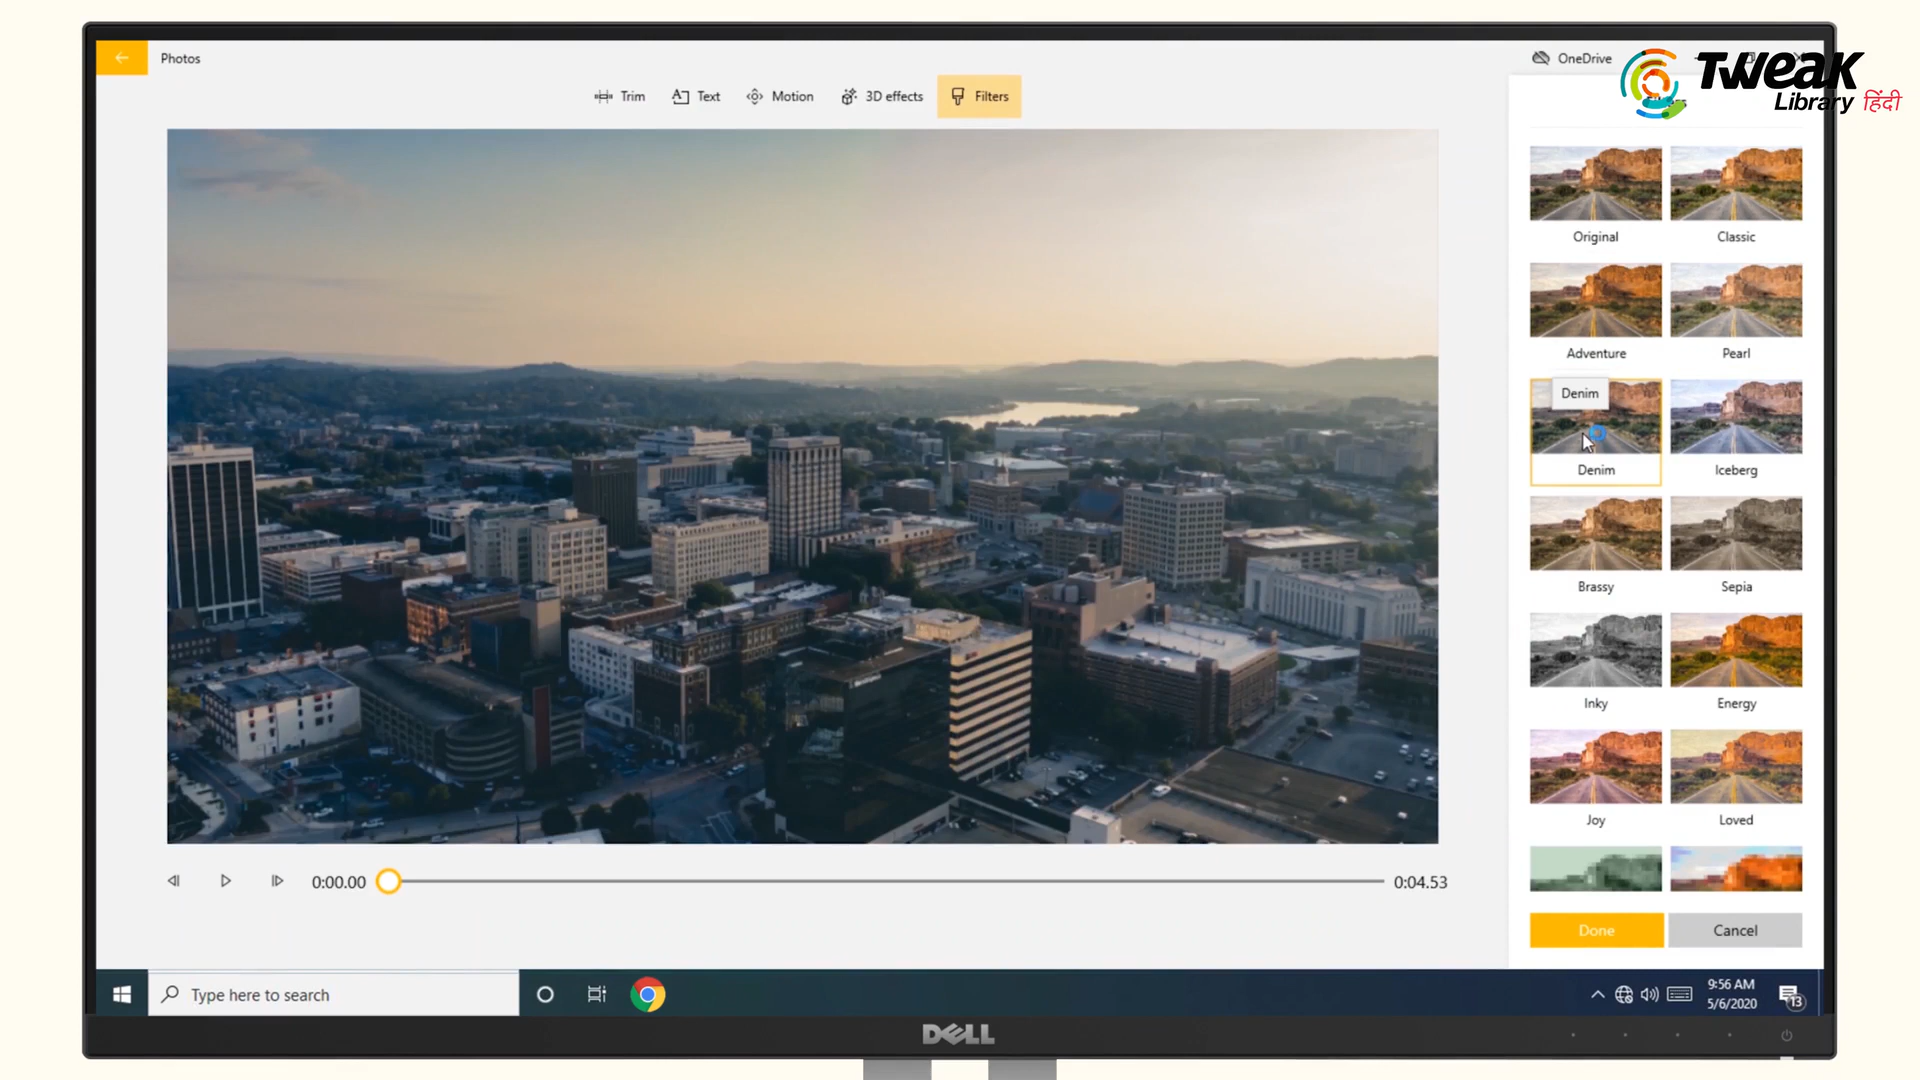 Photos
OneDrive
TWEAK
Library हिंदी
Trim
Text
Motion
3D effects
Filters
Original
Classic
Adventure
Pearl
Denim
Denim
Iceberg
Brassy
Sepia
Inky
Energy
Joy
Loved
0:00.00
0:04.53
Done
Cancel
Type here to search
9:56 AM
5/6/2020
13
DELL